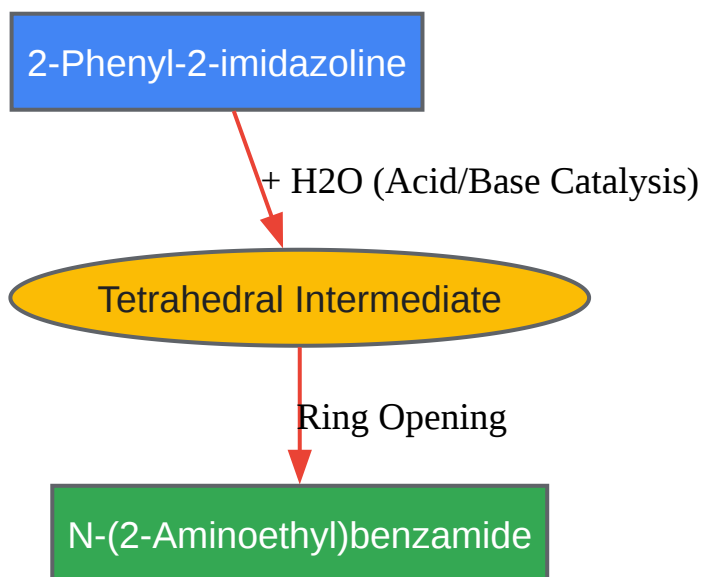 2-Phenyl-2-imidazoline
+ H2O (Acid/Base Catalysis)
Tetrahedral Intermediate
Ring Opening
N-(2-Aminoethyl)benzamide